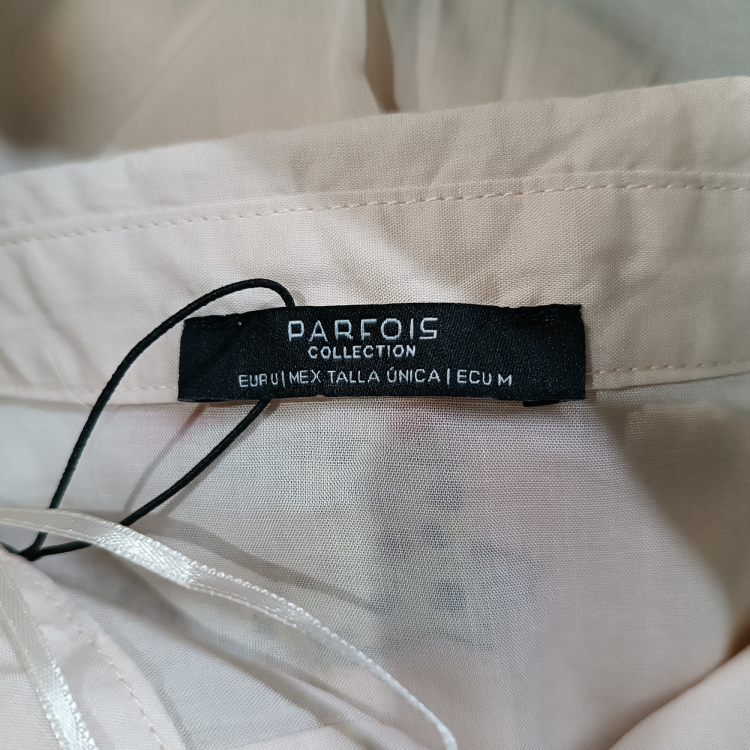 PARFOIS
COLLECTION
EUR U | MEX TALLA ÚNICA | ECU M